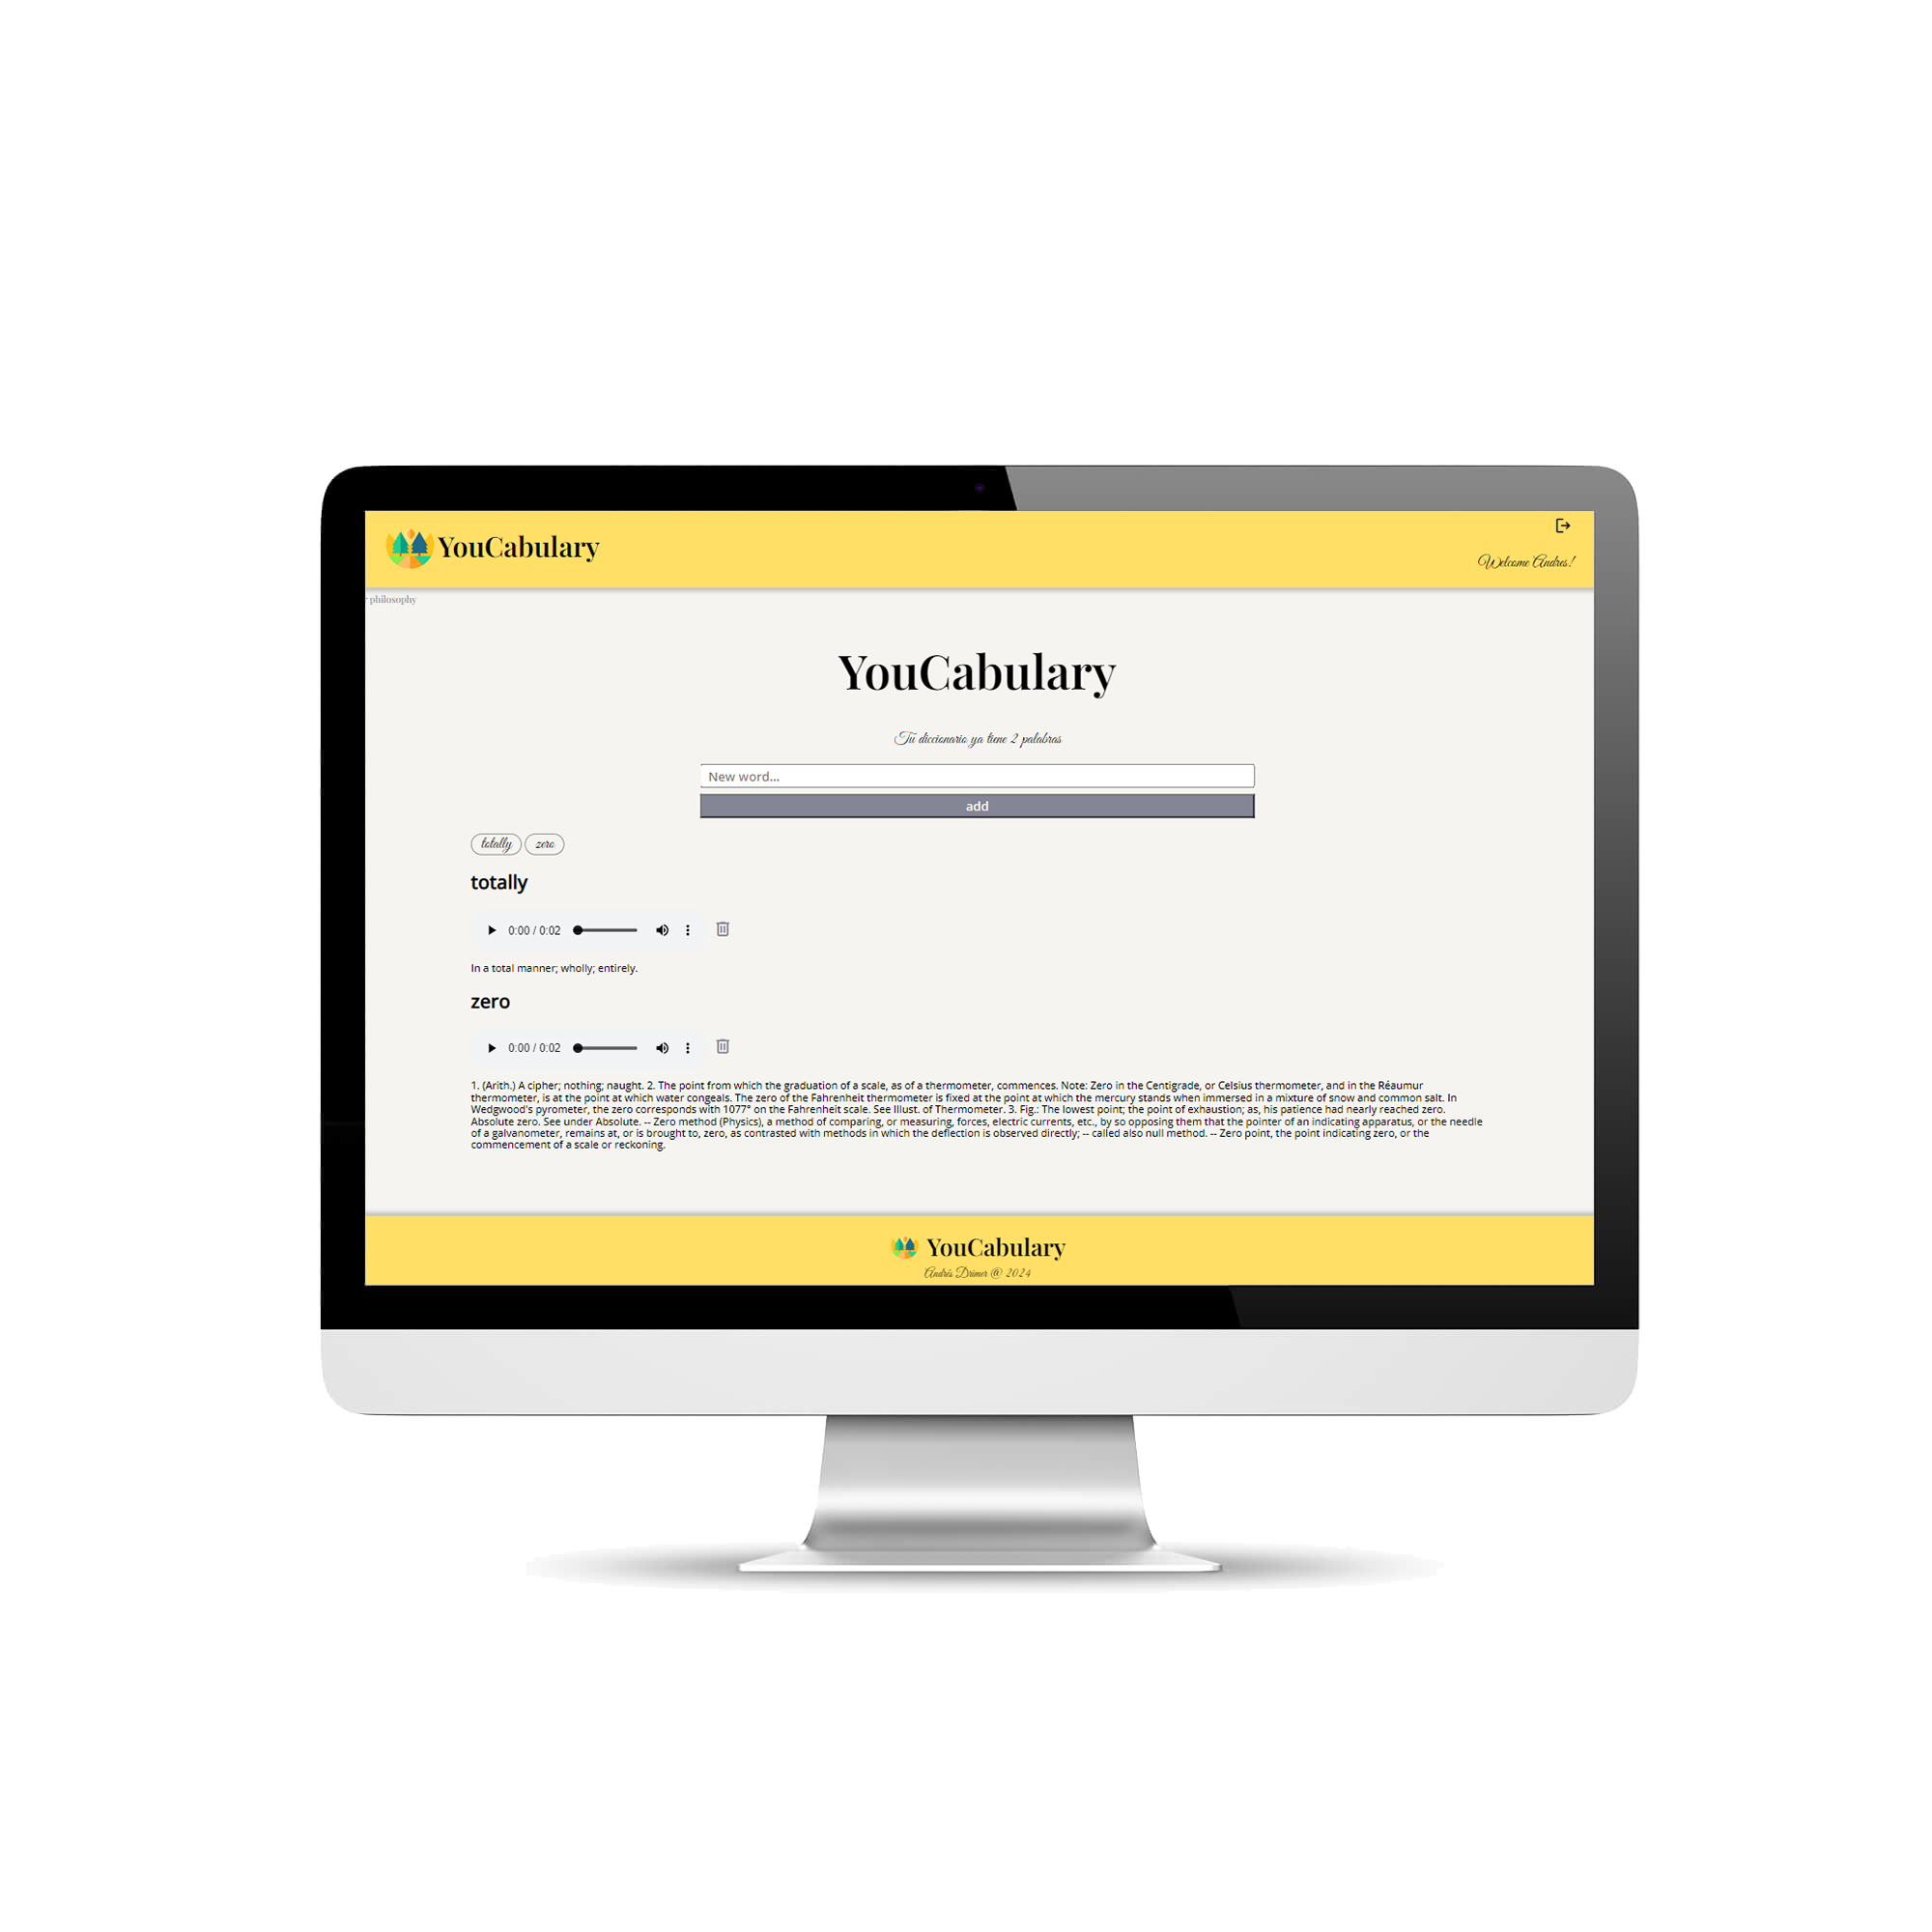 YouCabulary
Welcome Andres!
philosophy
YouCabulary
Tu diccionario ya tiene 2 palabras
New word...
add
totally zero
totally
0:00 / 0:02
In a total manner; wholly; entirely.
zero
0:00 / 0:02
1. (Arith.) A cipher; nothing; naught. 2. The point from which the graduation of a scale, as of a thermometer, commences. Note: Zero in the Centigrade, or Celsius thermometer, and in the Réaumur
thermometer, is at the point at which water congeals. The zero of the Fahrenheit thermometer is fixed at the point at which the mercury stands when immersed in a mixture of snow and common salt. In
Wedgwood's pyrometer, the zero corresponds with 1077° on the Fahrenheit scale. See Illust. of Thermometer. 3. Fig.: The lowest point; the point of exhaustion; as, his patience had nearly reached zero.
Absolute zero. See under Absolute. -- Zero method (Physics), a method of comparing, or measuring, forces, electric currents, etc., by so opposing them that the pointer of an indicating apparatus, or the needle
of a galvanometer, remains at, or is brought to, zero, as contrasted with methods in which the deflection is observed directly; -- called also null method. -- Zero point, the point indicating zero, or the
commencement of a scale or reckoning.
YouCabulary
Andrés Drimer @ 2024